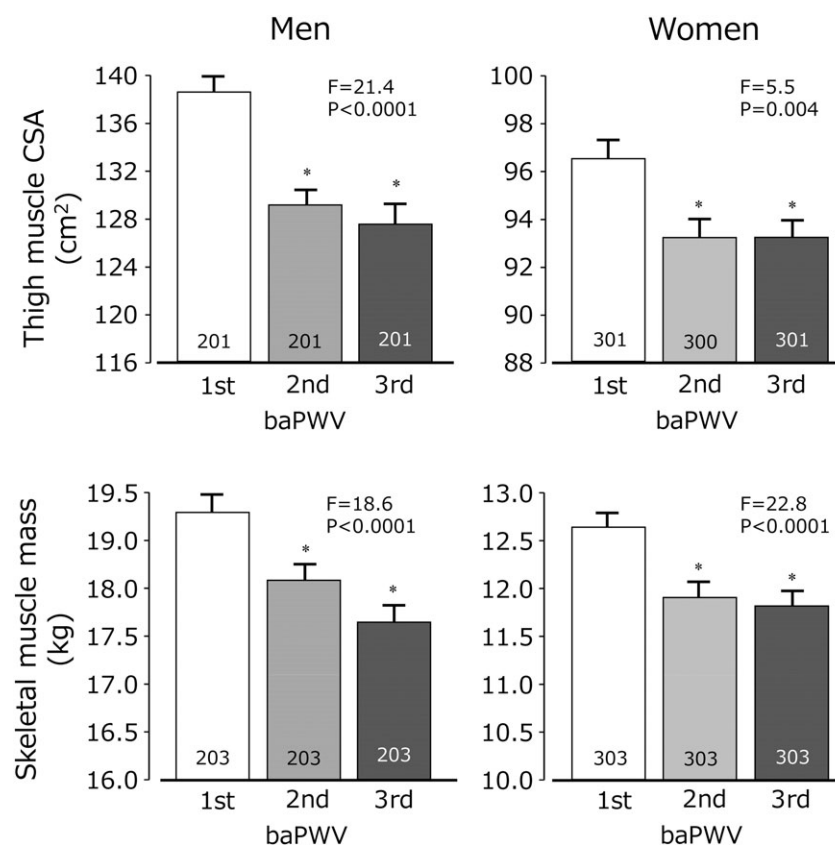 Men
Thigh muscle CSA
(cm²)
140
136
132
128
124
120
116
F=21.4
P<0.0001
*
*
201
201
201
1st
2nd
3rd
baPWV
Women
100
98
96
94
92
90
88
F=5.5
P=0.004
*
*
301
300
301
1st
2nd
3rd
baPWV
Skeletal muscle mass
(kg)
19.5
19.0
18.0
17.5
17.0
16.5
16.0
F=18.6
P<0.0001
*
*
203
203
203
1st
2nd
3rd
baPWV
13.0
12.5
12.0
11.5
11.0
10.5
10.0
F=22.8
P<0.0001
*
*
303
303
303
1st
2nd
3rd
baPWV